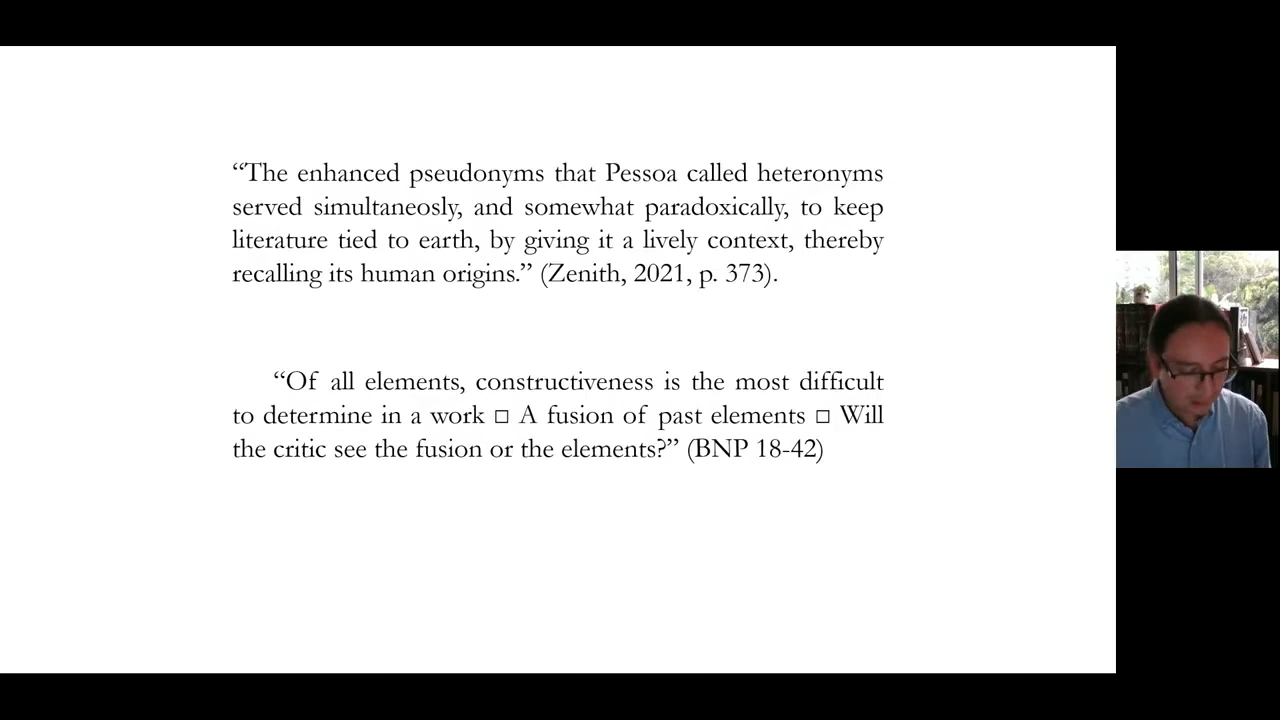 “The enhanced pseudonyms that Pessoa called heteronyms
served simultaneosly, and somewhat paradoxically, to keep
literature tied to earth, by giving it a lively context, thereby
recalling its human origins.” (Zenith, 2021, p. 373).
“Of all elements, constructiveness is the most difficult
to determine in a work □ A fusion of past elements □ Will
the critic see the fusion or the elements?” (BNP 18-42)